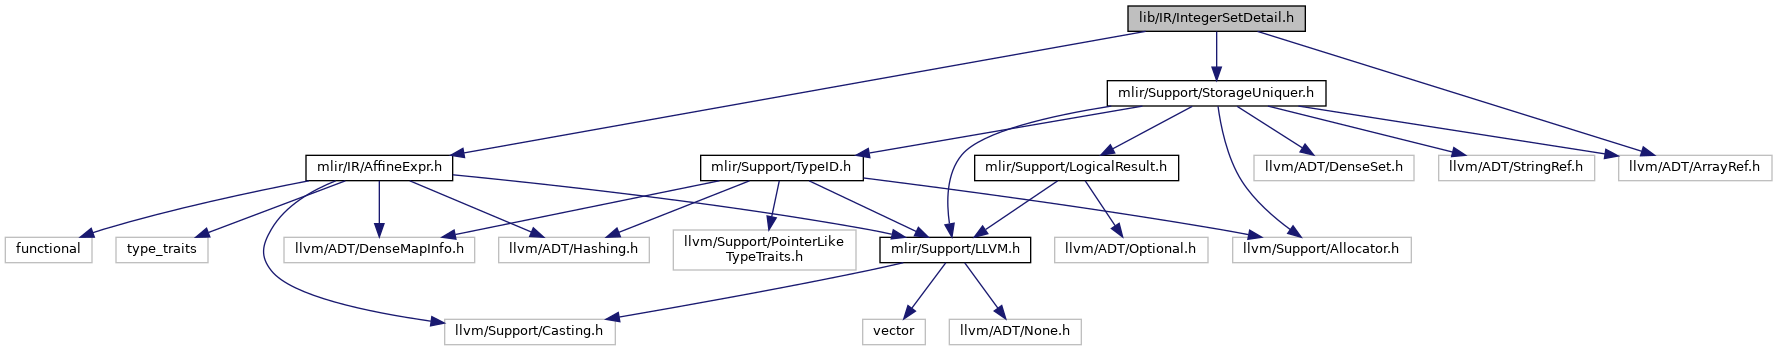 lib/IR/IntegerSetDetail.h
mlir/Support/StorageUniquer.h
mlir/IR/AffineExpr.h
mlir/Support/TypeID.h
mlir/Support/LogicalResult.h
llvm/ADT/DenseSet.h
llvm/ADT/StringRef.h
llvm/ADT/ArrayRef.h
functional
type_traits
llvm/ADT/DenseMapInfo.h
llvm/ADT/Hashing.h
llvm/Support/PointerLike
TypeTraits.h
mlir/Support/LLVM.h
llvm/ADT/Optional.h
llvm/Support/Allocator.h
llvm/Support/Casting.h
vector
llvm/ADT/None.h